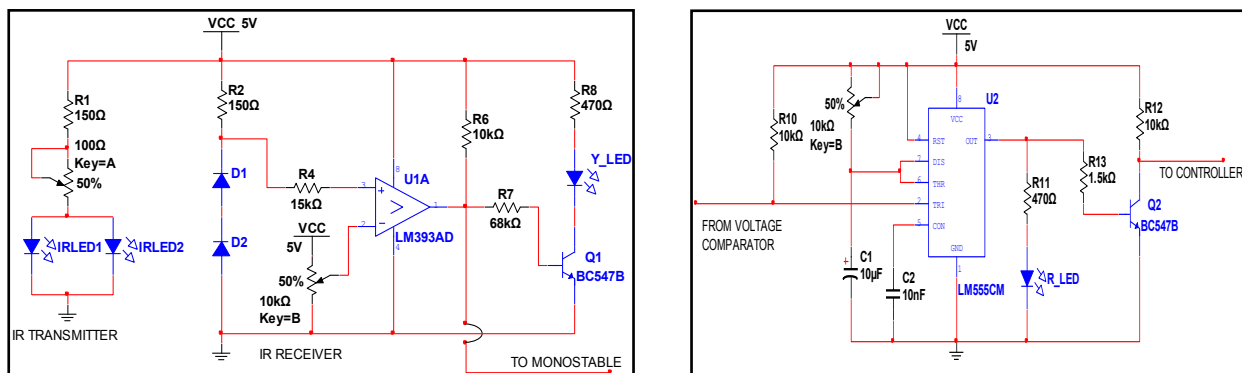 VCC 5V
R1
150Ω
100Ω
Key=A
50%
IRLED1
IRLED2
IR TRANSMITTER
R2
150Ω
D1
D2
R4
15kΩ
VCC
5V
50%
10kΩ
Key=B
IR RECEIVER
3
2
8
1
4
U1A
LM393AD
R6
10kΩ
R7
68kΩ
R8
470Ω
Y_LED
Q1
BC547B
TO MONOSTABLE
VCC
5V
R10
10kΩ
50%
10kΩ
Key=B
FROM VOLTAGE
COMPARATOR
C1
10µF
C2
10nF
U2
8
VCC
4
RST
OUT
3
7
DIS
6
THR
2
TRI
5
CON
GND
1
LM555CM
R11
470Ω
R_LED
R13
1.5kΩ
R12
10kΩ
TO CONTROLLER
Q2
BC547B